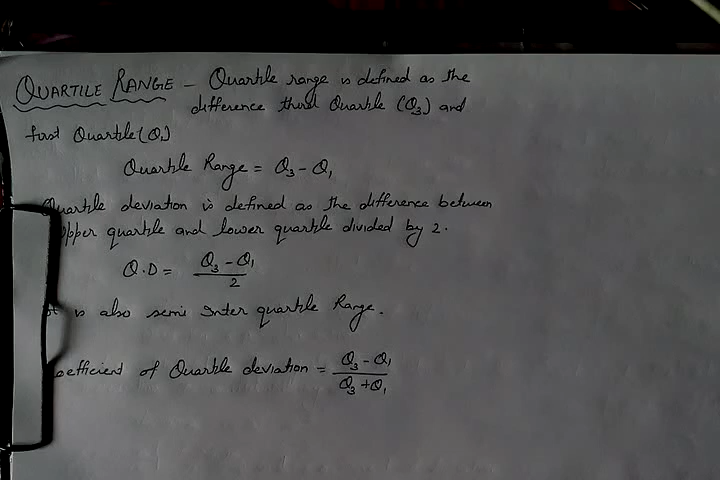 QUARTILE RANGE - Quartile range is defined as the
difference third Quartile (Q3) and
first Quartile (Q1)
Quartile Range = Q3 - Q1
Quartile deviation is defined as the difference between
Upper quartile and lower quartile divided by 2.
Q.D = Q3 - Q1 / 2
It is also semi Inter quartile Range.
Coefficient of Quartile deviation = Q3 - Q1 / Q3 + Q1